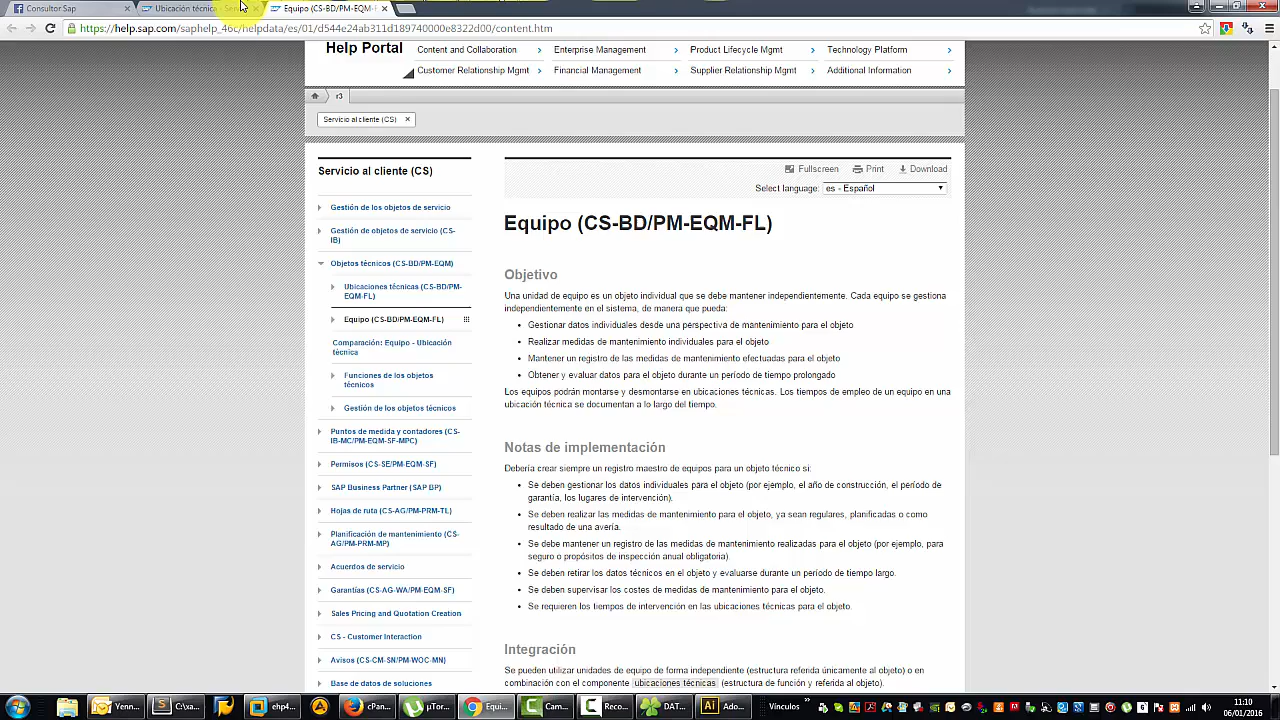 Consultor Sap
Ubicación técnica - Servi
Equipo (CS-BD/PM-EQM-FL
https://help.sap.com/saphelp_46c/helpdata/es/01/d544e24ab311d189740000e8322d00/content.htm
Help Portal
Content and Collaboration
Enterprise Management
Product Lifecycle Mgmt
Technology Platform
Customer Relationship Mgmt
Financial Management
Supplier Relationship Mgmt
Additional Information
r3
Servicio al cliente (CS)
Servicio al cliente (CS)
Gestión de los objetos de servicio
Gestión de objetos de servicio (CS-
IB)
Objetos técnicos (CS-BD/PM-EQM)
Ubicaciones técnicas (CS-BD/PM-
EQM-FL)
Equipo (CS-BD/PM-EQM-FL)
Comparación: Equipo - Ubicación
técnica
Funciones de los objetos
técnicos
Gestión de los objetos técnicos
Puntos de medida y contadores (CS-
IB-MC/PM-EQM-SF-MPC)
Permisos (CS-SE/PM-EQM-SF)
SAP Business Partner (SAP BP)
Hojas de ruta (CS-AG/PM-PRM-TL)
Planificación de mantenimiento (CS-
AG/PM-PRM-MP)
Acuerdos de servicio
Garantías (CS-AG-WA/PM-EQM-SF)
Sales Pricing and Quotation Creation
CS - Customer Interaction
Avisos (CS-CM-SN/PM-WOC-MN)
Base de datos de soluciones
Fullscreen
Print
Download
Select language: es - Español
Equipo (CS-BD/PM-EQM-FL)
Objetivo
Una unidad de equipo es un objeto individual que se debe mantener independientemente. Cada equipo se gestiona
independientemente en el sistema, de manera que pueda:
• Gestionar datos individuales desde una perspectiva de mantenimiento para el objeto
• Realizar medidas de mantenimiento individuales para el objeto
• Mantener un registro de las medidas de mantenimiento efectuadas para el objeto
• Obtener y evaluar datos para el objeto durante un período de tiempo prolongado
Los equipos podrán montarse y desmontarse en ubicaciones técnicas. Los tiempos de empleo de un equipo en una
ubicación técnica se documentan a lo largo del tiempo.
Notas de implementación
Debería crear siempre un registro maestro de equipos para un objeto técnico si:
• Se deben gestionar los datos individuales para el objeto (por ejemplo, el año de construcción, el período de
garantía, los lugares de intervención).
• Se deben realizar las medidas de mantenimiento para el objeto, ya sean regulares, planificadas o como
resultado de una avería.
• Se debe mantener un registro de las medidas de mantenimiento realizadas para el objeto (por ejemplo, para
seguro o propósitos de inspección anual obligatoria).
• Se deben retirar los datos técnicos en el objeto y evaluarse durante un período de tiempo largo.
• Se deben supervisar los costes de medidas de mantenimiento para el objeto.
• Se requieren los tiempos de intervención en las ubicaciones técnicas para el objeto.
Integración
Se pueden utilizar unidades de equipo de forma independiente (estructura referida únicamente al objeto) o en
combinación con el componente ubicaciones técnicas (estructura de función y referida al objeto).
Yenn...
C:\xa...
chp4...
cPan...
µTor...
Equi...
Cam...
Reco...
DAT...
Ado...
Vínculos
11:10
06/01/2016